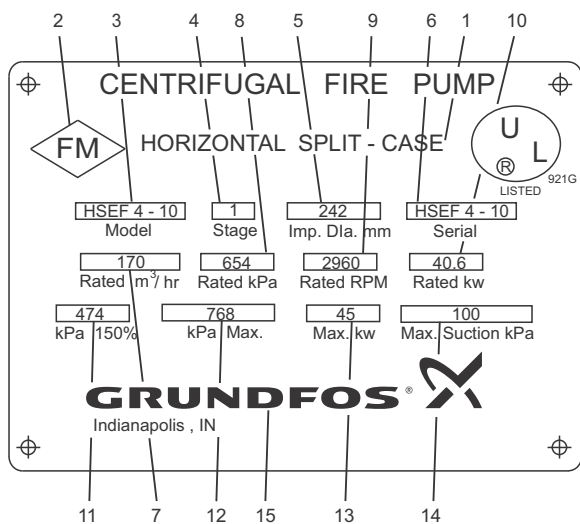 2 3 4 8 5 9 6 1 10
CENTRIFUGAL FIRE PUMP
FM
HORIZONTAL SPLIT - CASE
U L
®
LISTED 921G
HSEF 4 - 10 1 242 HSEF 4 - 10
Model Stage Imp. DIa. mm Serial
170 654 2960 40.6
Rated m³/ hr Rated kPa Rated RPM Rated kw
474 768 45 100
kPa 150% kPa Max. Max. kw Max. Suction kPa
GRUNDFOS®
Indianapolis , IN
11 7 12 15 13 14